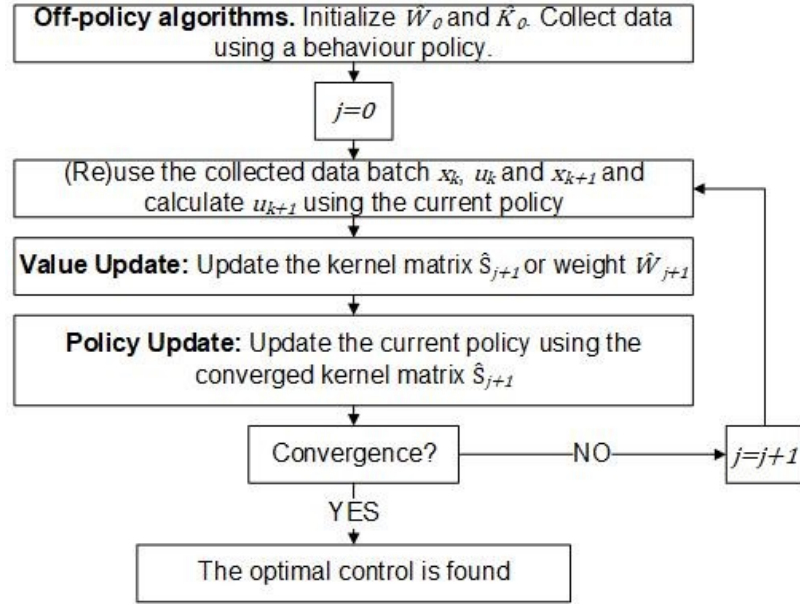 Off-policy algorithms. Initialize Ŵ₀ and K̂₀. Collect data
using a behaviour policy.
j=0
(Re)use the collected data batch xₖ, uₖ and xₖ₊₁ and
calculate uₖ₊₁ using the current policy
Value Update: Update the kernel matrix Ŝⱼ₊₁ or weight Ŵⱼ₊₁
Policy Update: Update the current policy using the
converged kernel matrix Ŝⱼ₊₁
Convergence?
NO
j=j+1
YES
The optimal control is found